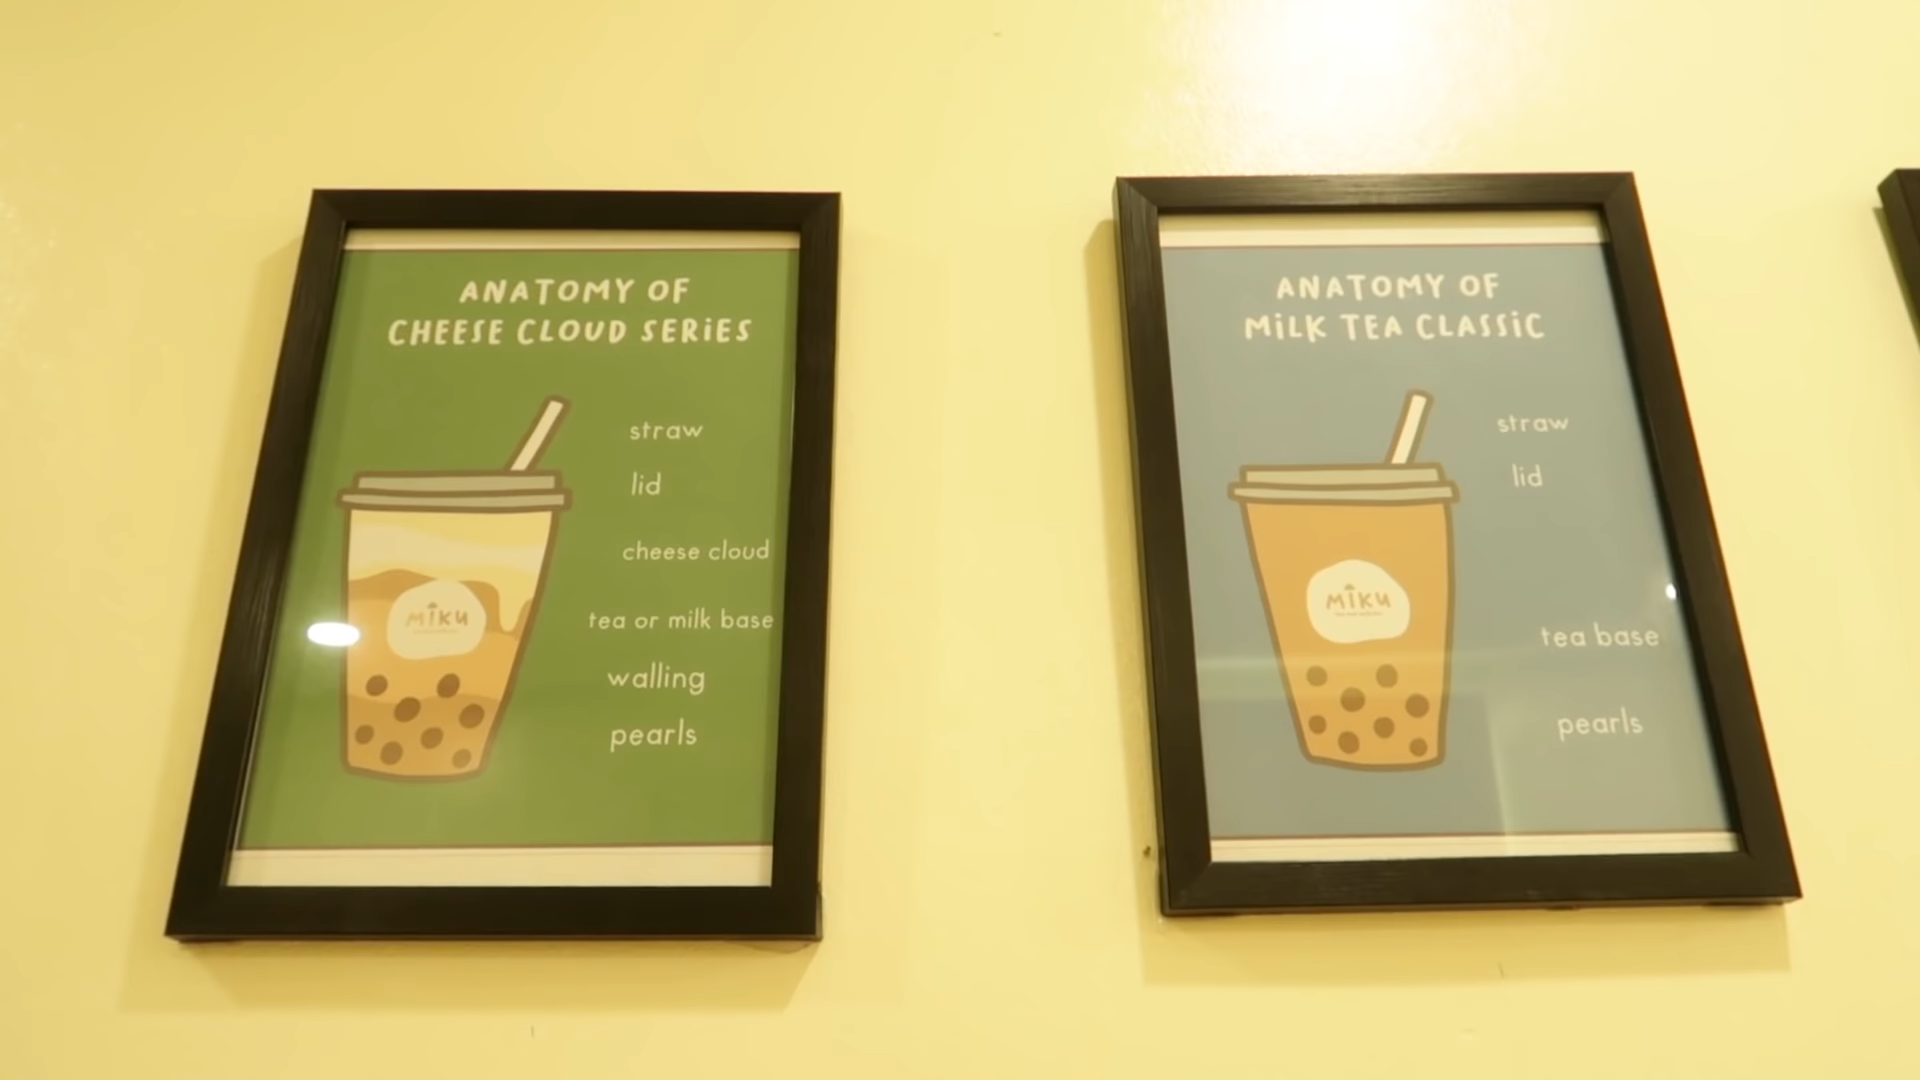 ANATOMY OF
CHEESE CLOUD SERiES
straw
lid
cheese cloud
tea or milk base
walling
pearls
miku
ANATOMY OF
MiLK TEA CLASSiC
straw
lid
tea base
pearls
miku